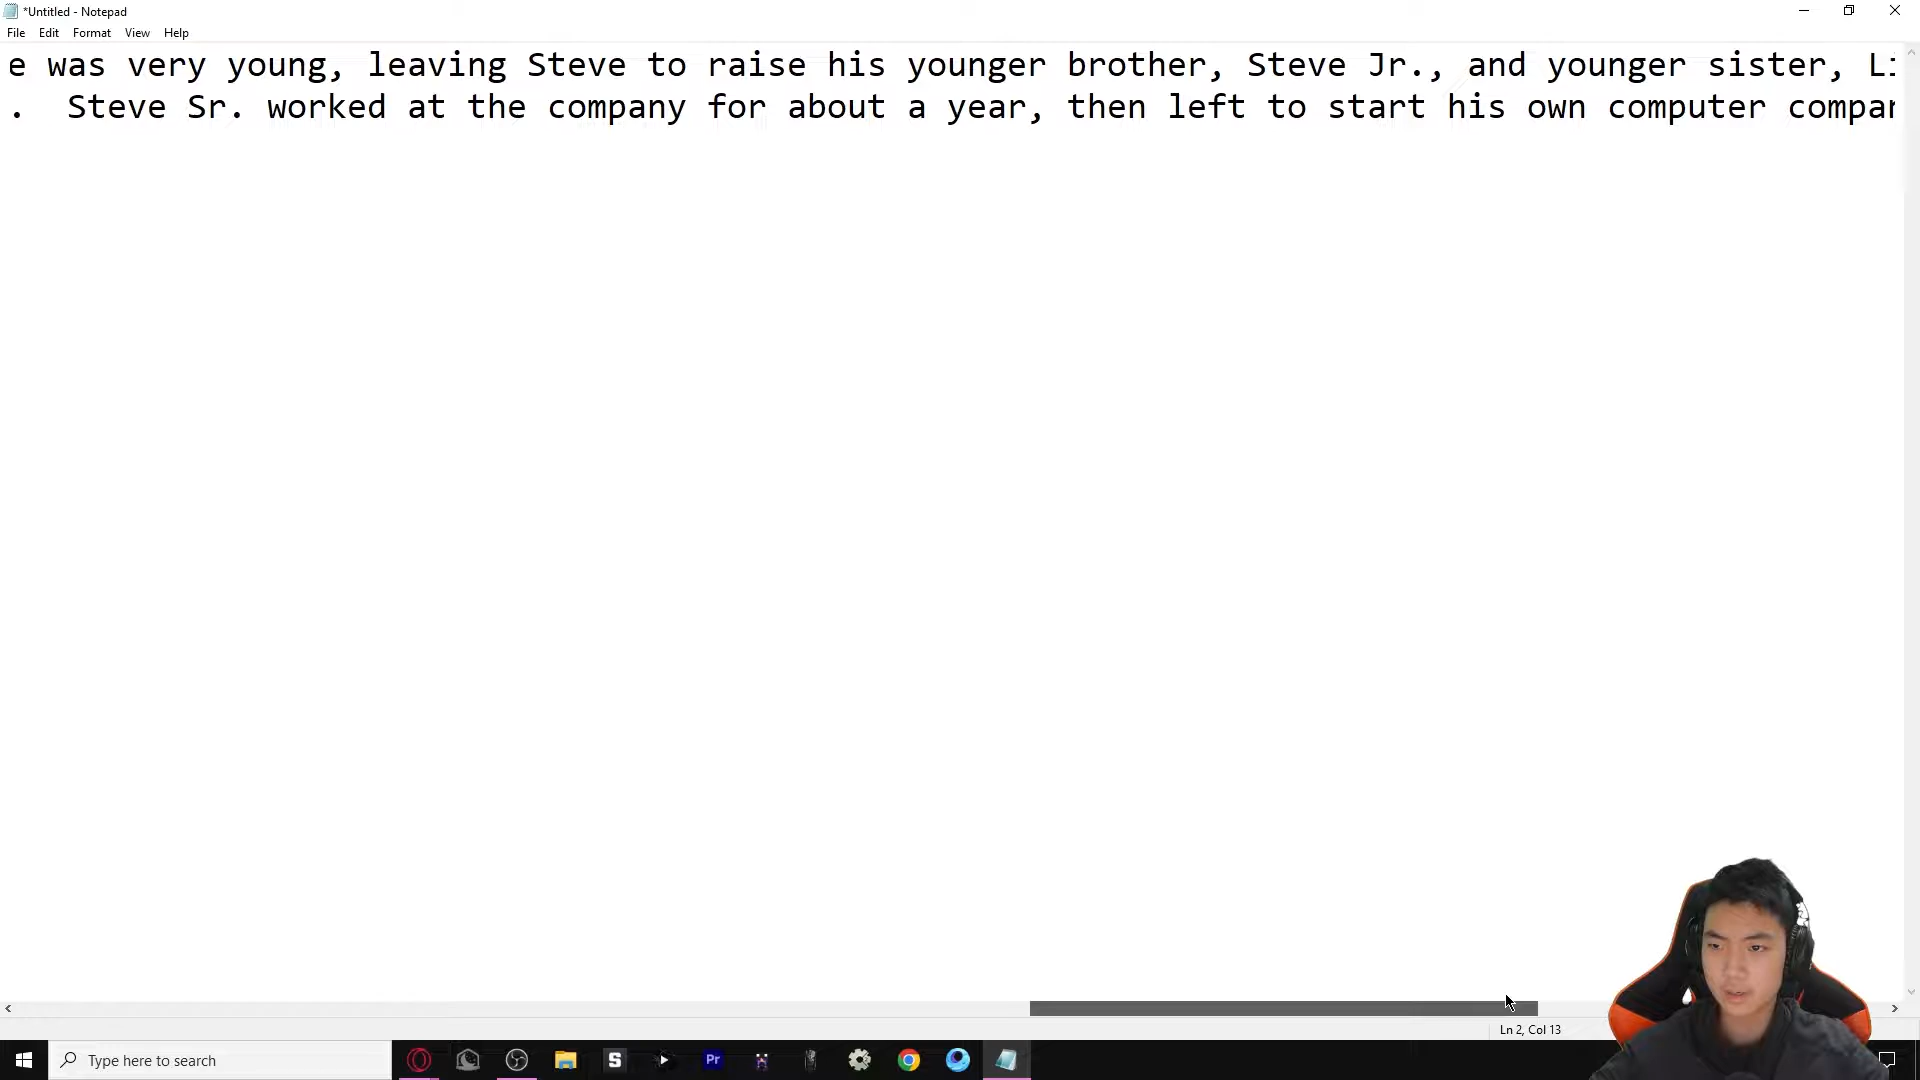 *Untitled - Notepad
File Edit Format View Help
e was very young, leaving Steve to raise his younger brother, Steve Jr., and younger sister,
. Steve Sr. worked at the company for about a year, then left to start his own computer
Ln 2, Col 13
Type here to search
S
Pr